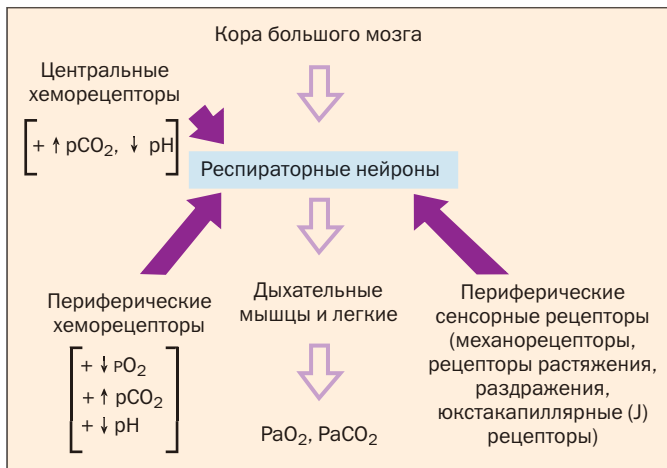 Кора большого мозга
Центральные
хеморецепторы
+ ↑ pCO₂, ↓ pH
Респираторные нейроны
Периферические
хеморецепторы
+ ↓ PO₂
+ ↑ pCO₂
+ ↓ pH
Дыхательные
мышцы и легкие
PaO₂, PaCO₂
Периферические
сенсорные рецепторы
(механорецепторы,
рецепторы растяжения,
раздражения,
юкстакапиллярные (J)
рецепторы)